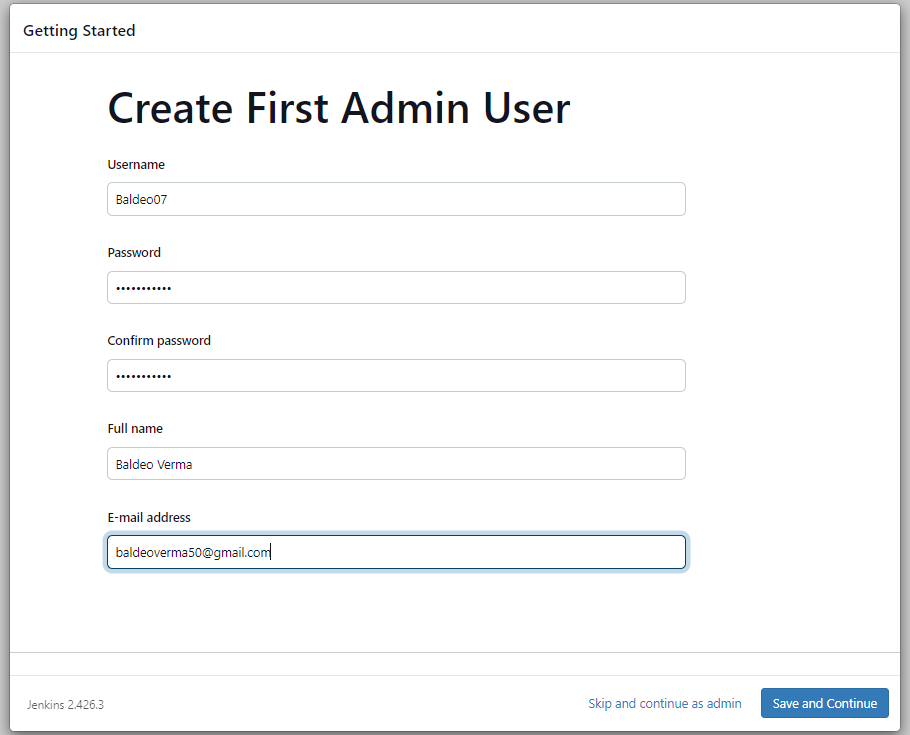 Getting Started
Create First Admin User
Username
Baldeo07
Password
•••••••••••
Confirm password
•••••••••••
Full name
Baldeo Verma
E-mail address
baldeoverma50@gmail.com
Jenkins 2.426.3
Skip and continue as admin
Save and Continue